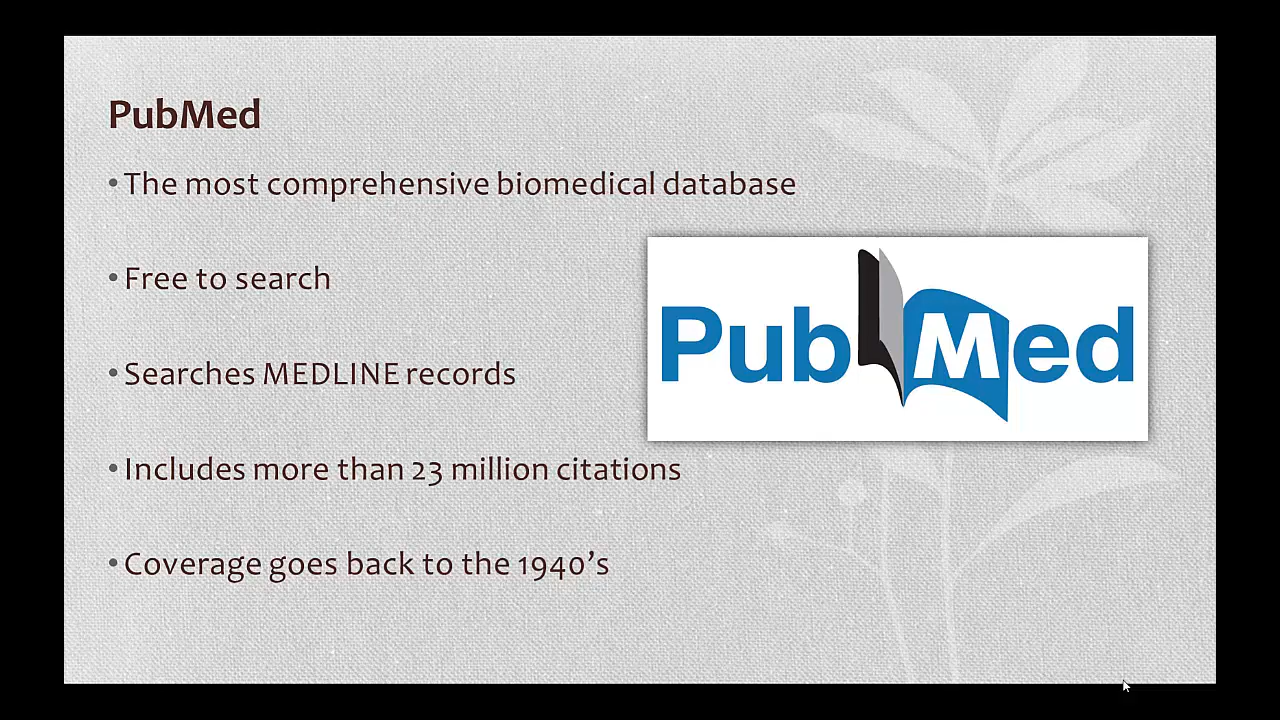 PubMed
•The most comprehensive biomedical database
•Free to search
PubMed
•Searches MEDLINE records
•Includes more than 23 million citations
•Coverage goes back to the 1940’s